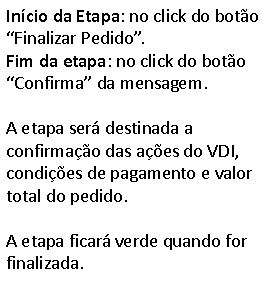 Início da Etapa: no click do botão
“Finalizar Pedido”.
Fim da etapa: no click do botão
“Confirma” da mensagem.
A etapa será destinada a
confirmação das ações do VDI,
condições de pagamento e valor
total do pedido.
A etapa ficará verde quando for
finalizada.